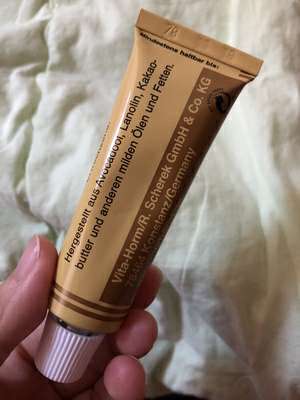 Mindestens haltbar bis:
Hergestellt aus Avocadoöl, Lanolin, Kakao-
butter und anderen milden Ölen und Fetten.
Vita-Horm/R. Scherek GmbH & Co. KG
78464 Konstanz/Germany